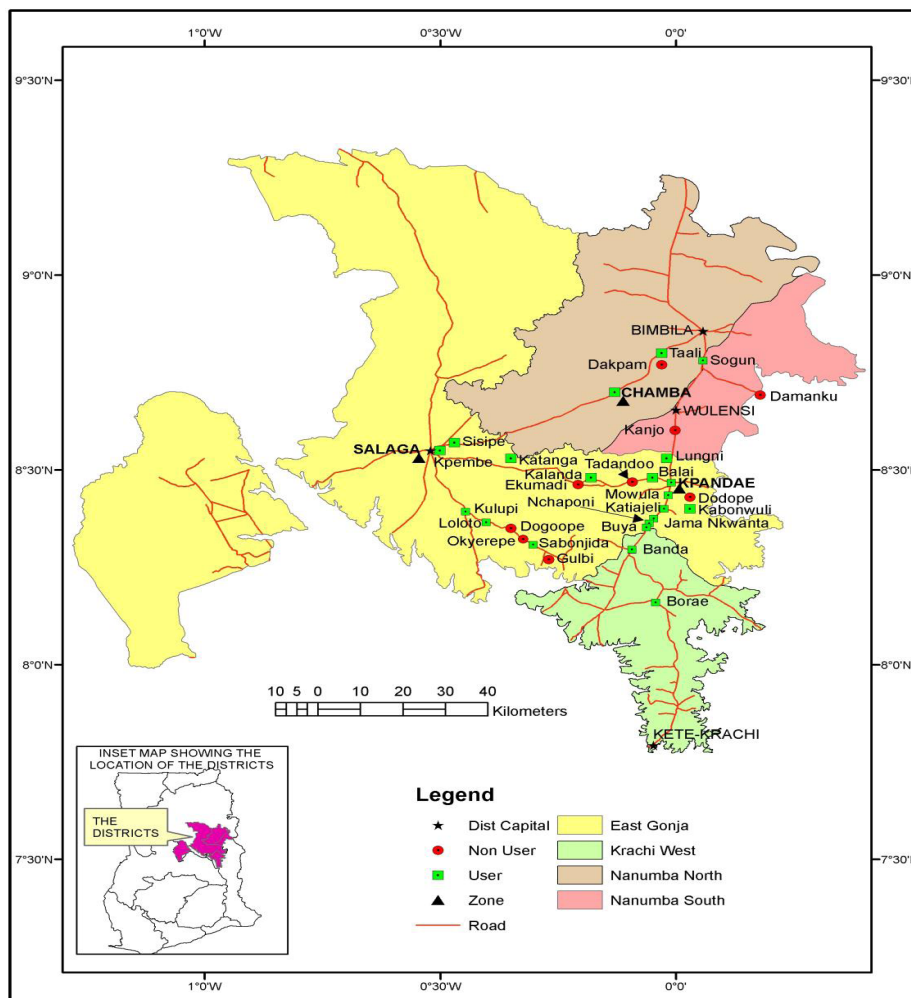 1°0'W 0°30'W 0°0'
9°30'N 9°30'N
9°0'N 9°0'N
BIMBILA
Taali
Sogun
Dakpam
CHAMBA
Damanku
WULENSI
Kanjo
Sisipe
SALAGA
Lungni
Kpembe
Katanga
Tadandoo
Balai
8°30'N 8°30'N
Kalanda
KPANDAE
Ekumadi
Mowula
Dodope
Nchaponi
Katiajeli
Kabonwuli
Kulupi
Loloto
Dogoope
Buya
Jama Nkwanta
Okyerepe
Sabonjida
Banda
Gulbi
Borae
8°0'N 8°0'N
10 5 0 10 20 30 40
Kilometers
KETE-KRACHI
INSET MAP SHOWING THE
LOCATION OF THE DISTRICTS
THE
DISTRICTS
Legend
Dist Capital East Gonja
Non User Krachi West
User Nanumba North
Zone Nanumba South
Road
7°30'N 7°30'N
1°0'W 0°30'W 0°0'